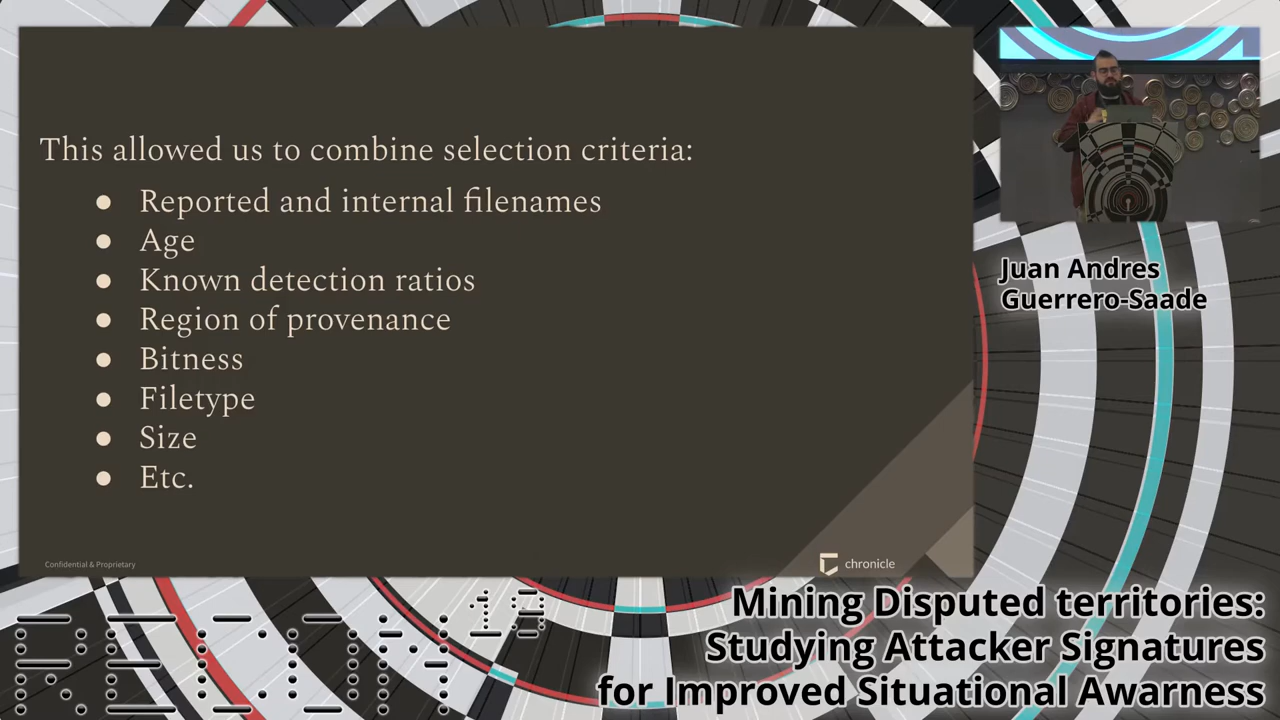 This allowed us to combine selection criteria:
● Reported and internal filenames
● Age
● Known detection ratios
● Region of provenance
● Bitness
● Filetype
● Size
● Etc.
Confidential & Proprietary
chronicle
Juan Andres
Guerrero-Saade
RECON 18
Mining Disputed territories:
Studying Attacker Signatures
for Improved Situational Awarness